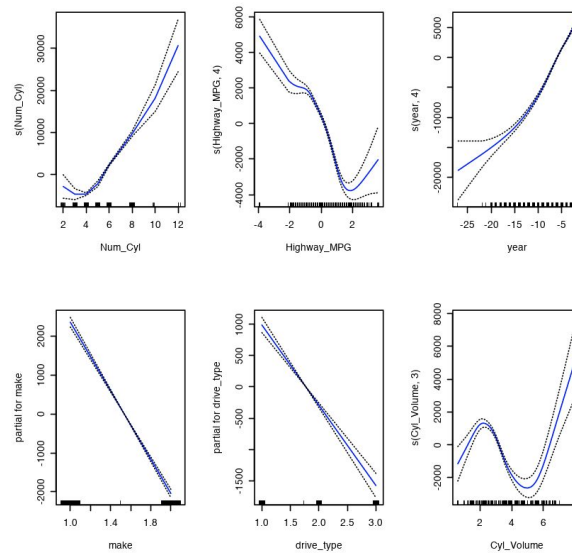 s(Num_Cyl)
0 10000 20000 30000
2 4 6 8 10 12
Num_Cyl
s(Highway_MPG, 4)
-4000 -2000 0 2000 4000 6000
-4 -2 0 2
Highway_MPG
s(year, 4)
-20000 -10000 -5000 0 5000
-25 -20 -15 -10 -5
year
partial for make
-2000 -1000 0 1000 2000
1.0 1.4 1.8
make
partial for drive_type
-1500 -500 0 500 1000
1.0 1.5 2.0 2.5 3.0
drive_type
s(Cyl_Volume, 3)
-2000 0 2000 4000 6000 8000
2 4 6
Cyl_Volume